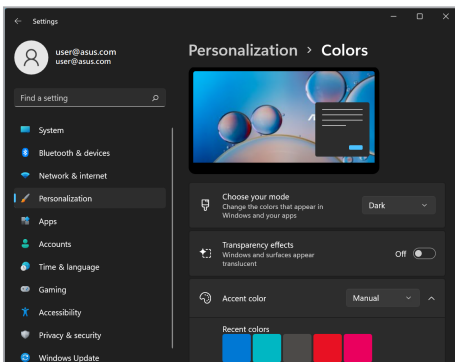 Settings
user@asus.com
user@asus.com
Find a setting
System
Bluetooth & devices
Network & internet
Personalization
Apps
Accounts
Time & language
Gaming
Accessibility
Privacy & security
Windows Update
Personalization > Colors
Choose your mode
Change the colors that appear in
Windows and your apps
Dark
Transparency effects
Windows and surfaces appear
translucent
Off
Accent color
Manual
Recent colors